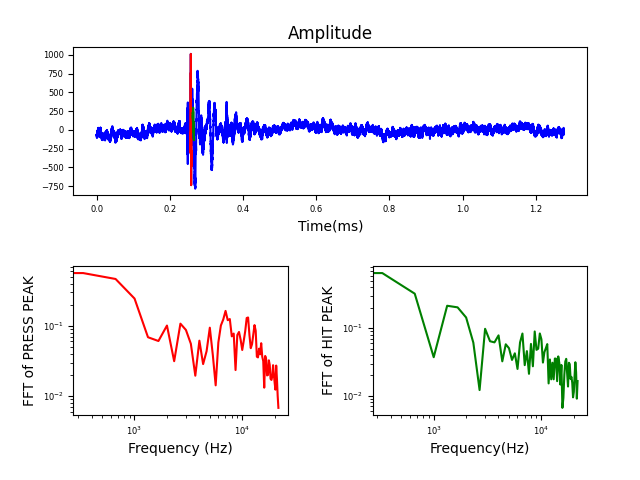 Amplitude
1000
750
500
250
0
−250
−500
−750
0.0 0.2 0.4 0.6 0.8 1.0 1.2
Time(ms)
FFT of PRESS PEAK
10⁻¹
10⁻²
10³ 10⁴
Frequency (Hz)
FFT of HIT PEAK
10⁻¹
10⁻²
10³ 10⁴
Frequency(Hz)